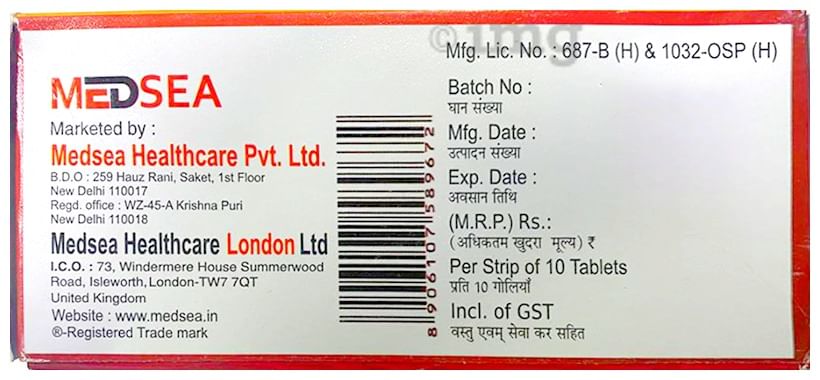 ©img
MEDSEA
Marketed by :
Medsea Healthcare Pvt. Ltd.
B.D.O : 259 Hauz Rani, Saket, 1st Floor
New Delhi 110017
Regd. office : WZ-45-A Krishna Puri
New Delhi 110018
Medsea Healthcare London Ltd
I.C.O. : 73, Windermere House Summerwood
Road, Isleworth,London-TW7 7QT
United Kingdom
Website : www.medsea.in
®-Registered Trade mark
8906107589672
Mfg. Lic. No. : 687-B (H) & 1032-OSP (H)
Batch No :
घान संख्या
Mfg. Date :
उत्पादन संख्या
Exp. Date :
अवसान तिथि
(M.R.P.) Rs.:
(अधिकतम खुदरा मूल्य) ₹
Per Strip of 10 Tablets
प्रति 10 गोलियाँ
Incl. of GST
वस्तु एवम् सेवा कर सहित